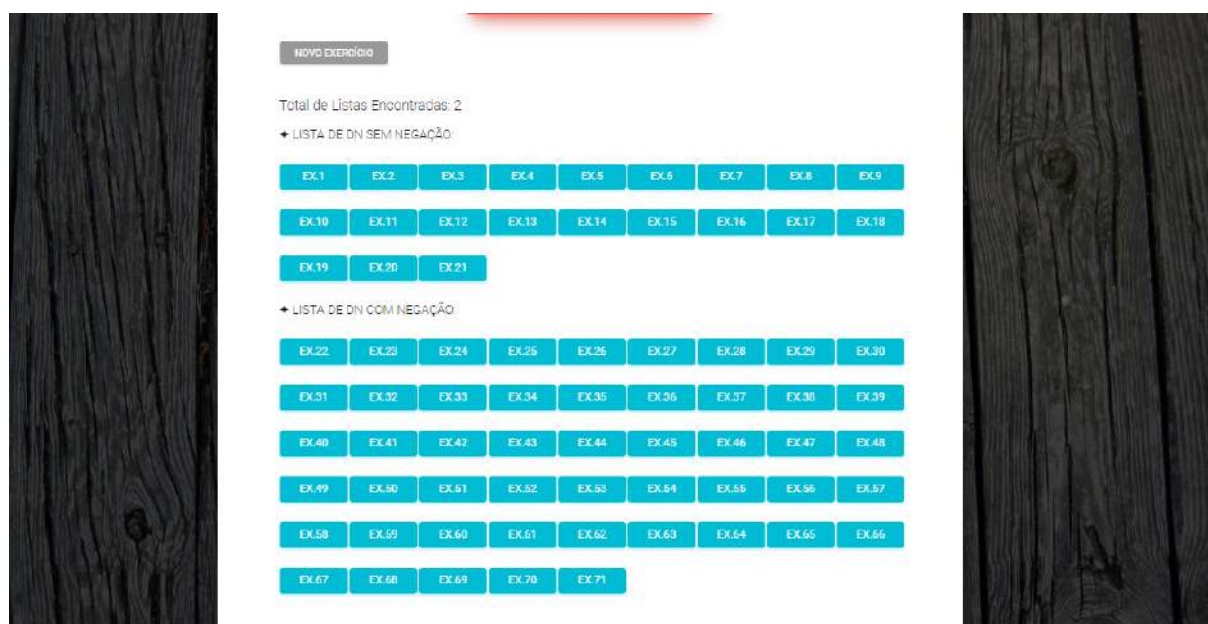 NOVO EXERCÍCIO
Total de Listas Encontradas: 2
✦ LISTA DE DN SEM NEGAÇÃO:
EX.1 EX.2 EX.3 EX.4 EX.5 EX.6 EX.7 EX.8 EX.9
EX.10 EX.11 EX.12 EX.13 EX.14 EX.15 EX.16 EX.17 EX.18
EX.19 EX.20 EX.21
✦ LISTA DE DN COM NEGAÇÃO:
EX.22 EX.23 EX.24 EX.25 EX.26 EX.27 EX.28 EX.29 EX.30
EX.31 EX.32 EX.33 EX.34 EX.35 EX.36 EX.37 EX.38 EX.39
EX.40 EX.41 EX.42 EX.43 EX.44 EX.45 EX.46 EX.47 EX.48
EX.49 EX.50 EX.51 EX.52 EX.53 EX.54 EX.55 EX.56 EX.57
EX.58 EX.59 EX.60 EX.61 EX.62 EX.63 EX.64 EX.65 EX.66
EX.67 EX.68 EX.69 EX.70 EX.71